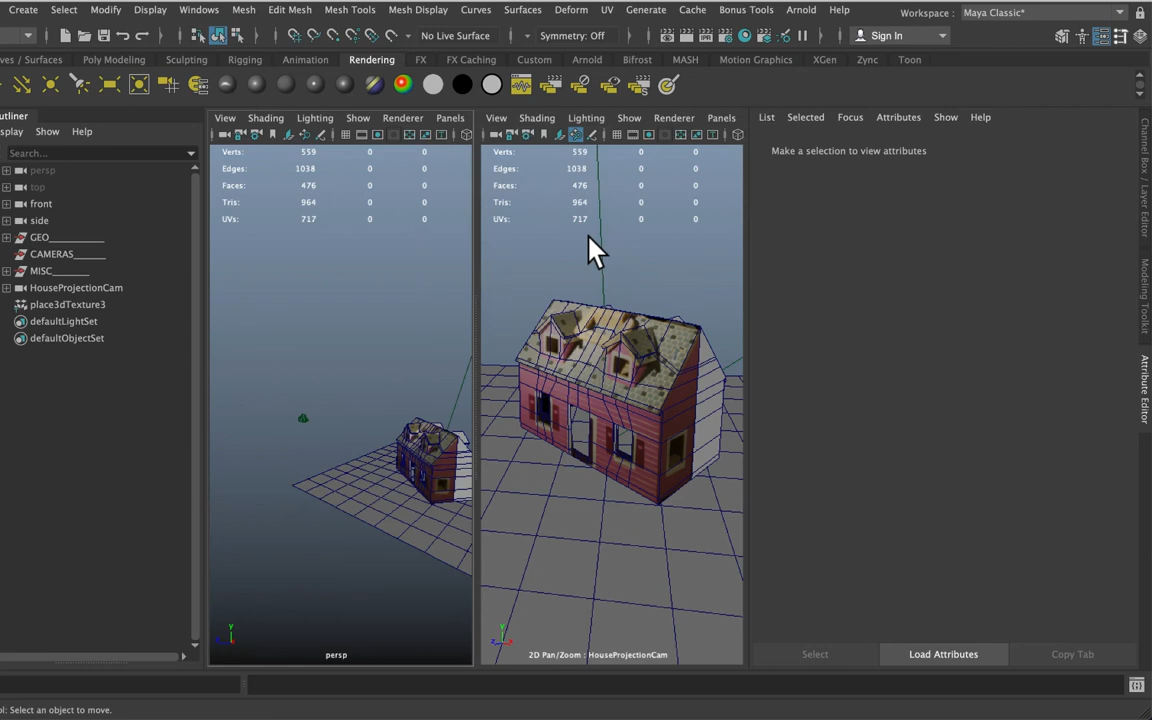 Create Select Modify Display Windows Mesh Edit Mesh Mesh Tools Mesh Display Curves Surfaces Deform UV Generate Cache Bonus Tools Arnold Help Workspace : Maya Classic*
No Live Surface Symmetry: Off Sign In
es / Surfaces Poly Modeling Sculpting Rigging Animation Rendering FX FX Caching Custom Arnold Bifrost MASH Motion Graphics XGen Zync Toon
utliner
isplay Show Help
Search...
persp
top
front
side
GEO__________
CAMERAS______
MISC_______
HouseProjectionCam
place3dTexture3
defaultLightSet
defaultObjectSet
View Shading Lighting Show Renderer Panels
Verts: 559 0 0
Edges: 1038 0 0
Faces: 476 0 0
Tris: 964 0 0
UVs: 717 0 0
persp
View Shading Lighting Show Renderer Panels
Verts: 559 0 0
Edges: 1038 0 0
Faces: 476 0 0
Tris: 964 0 0
UVs: 717 0 0
2D Pan/Zoom : HouseProjectionCam
List Selected Focus Attributes Show Help
Make a selection to view attributes
Select Load Attributes Copy Tab
Channel Box / Layer Editor
Modeling Toolkit
Attribute Editor
ol: Select an object to move.